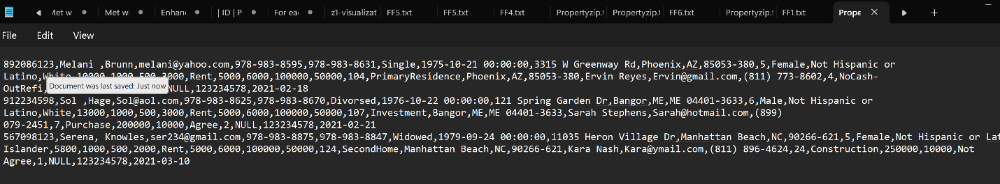 Met w
Met wi
Enhan
| ID | P
For ea
z1-visualizat
FF5.txt
FF5.txt
FF4.txt
Propertyzip.t
Propertyzip.t
FF6.txt
Propertyzip.t
FF1.txt
Prope
File Edit View
892086123,Melani ,Brunn,melani@yahoo.com,978-983-8595,978-983-8631,Single,1975-10-21 00:00:00,3315 W Greenway Rd,Phoenix,AZ,85053-380,5,Female,Not Hispanic or
Latino,White,10000,1000,500,3000,Rent,5000,6000,100000,50000,104,PrimaryResidence,Phoenix,AZ,85053-380,Ervin Reyes,Ervin@gmail.com,(811) 773-8602,4,NoCash-
OutRefi, NULL,123234578,2021-02-18
Document was last saved: Just now
912234598,Sol ,Hage,Sol@aol.com,978-983-8625,978-983-8670,Divorsed,1976-10-22 00:00:00,121 Spring Garden Dr,Bangor,ME,ME 04401-3633,6,Male,Not Hispanic or
Latino,White,13000,1000,500,3000,Rent,5000,6000,100000,50000,107,Investment,Bangor,ME,ME 04401-3633,Sarah Stephens,Sarah@hotmail.com,(899)
079-2451,7,Purchase,200000,10000,Agree,2,NULL,123234578,2021-02-21
567098123,Serena, Knowles,ser234@gmail.com,978-983-8875,978-983-8847,Widowed,1979-09-24 00:00:00,11035 Heron Village Dr,Manhattan Beach,NC,90266-621,5,Female,Not Hispanic or Lat
Islander,5800,1000,500,2000,Rent,5000,6000,100000,50000,124,SecondHome,Manhattan Beach,NC,90266-621,Kara Nash,Kara@ymail.com,(811) 896-4624,24,Construction,250000,10000,Not
Agree,1,NULL,123234578,2021-03-10